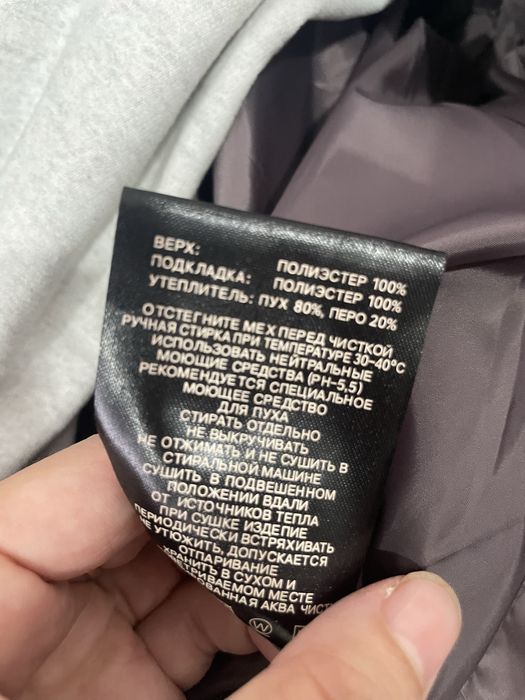 ВЕРХ: ПОЛИЭСТЕР 100%
ПОДКЛАДКА: ПОЛИЭСТЕР 100%
УТЕПЛИТЕЛЬ: ПУХ 80%, ПЕРО 20%
ОТСТЕГНИТЕ МЕХ ПЕРЕД ЧИСТКОЙ
РУЧНАЯ СТИРКА ПРИ ТЕМПЕРАТУРЕ 30-40°C
ИСПОЛЬЗОВАТЬ НЕЙТРАЛЬНЫЕ
МОЮЩИЕ СРЕДСТВА (PH-5,5)
РЕКОМЕНДУЕТСЯ СПЕЦИАЛЬНОЕ
МОЮЩЕЕ СРЕДСТВО
ДЛЯ ПУХА
СТИРАТЬ ОТДЕЛЬНО
НЕ ВЫКРУЧИВАТЬ
НЕ ОТЖИМАТЬ И НЕ СУШИТЬ В
СТИРАЛЬНОЙ МАШИНЕ
СУШИТЬ В ПОДВЕШЕННОМ
ПОЛОЖЕНИИ ВДАЛИ
ОТ ИСТОЧНИКОВ ТЕПЛА
ПРИ СУШКЕ ИЗДЕЛИЕ
ПЕРИОДИЧЕСКИ ВСТРЯХИВАТЬ
НЕ УТЮЖИТЬ, ДОПУСКАЕТСЯ
ОТПАРИВАНИЕ
ХРАНИТЬ В СУХОМ И
МЕСТЕ
АКВА
W